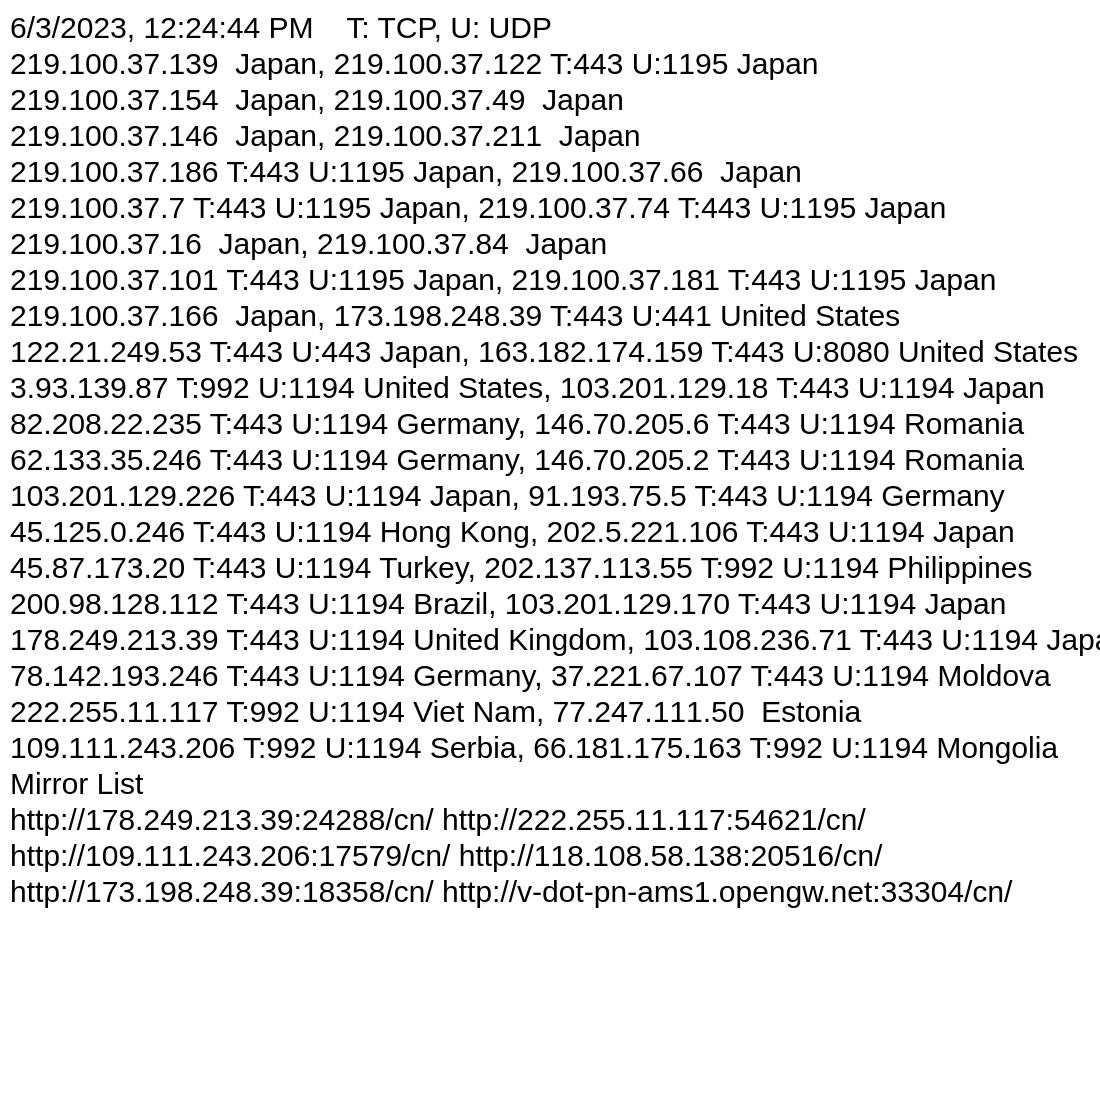 6/3/2023, 12:24:44 PM    T: TCP, U: UDP
219.100.37.139  Japan, 219.100.37.122 T:443 U:1195 Japan
219.100.37.154  Japan, 219.100.37.49  Japan
219.100.37.146  Japan, 219.100.37.211  Japan
219.100.37.186 T:443 U:1195 Japan, 219.100.37.66  Japan
219.100.37.7 T:443 U:1195 Japan, 219.100.37.74 T:443 U:1195 Japan
219.100.37.16  Japan, 219.100.37.84  Japan
219.100.37.101 T:443 U:1195 Japan, 219.100.37.181 T:443 U:1195 Japan
219.100.37.166  Japan, 173.198.248.39 T:443 U:441 United States
122.21.249.53 T:443 U:443 Japan, 163.182.174.159 T:443 U:8080 United States
3.93.139.87 T:992 U:1194 United States, 103.201.129.18 T:443 U:1194 Japan
82.208.22.235 T:443 U:1194 Germany, 146.70.205.6 T:443 U:1194 Romania
62.133.35.246 T:443 U:1194 Germany, 146.70.205.2 T:443 U:1194 Romania
103.201.129.226 T:443 U:1194 Japan, 91.193.75.5 T:443 U:1194 Germany
45.125.0.246 T:443 U:1194 Hong Kong, 202.5.221.106 T:443 U:1194 Japan
45.87.173.20 T:443 U:1194 Turkey, 202.137.113.55 T:992 U:1194 Philippines
200.98.128.112 T:443 U:1194 Brazil, 103.201.129.170 T:443 U:1194 Japan
178.249.213.39 T:443 U:1194 United Kingdom, 103.108.236.71 T:443 U:1194 Japa
78.142.193.246 T:443 U:1194 Germany, 37.221.67.107 T:443 U:1194 Moldova
222.255.11.117 T:992 U:1194 Viet Nam, 77.247.111.50  Estonia
109.111.243.206 T:992 U:1194 Serbia, 66.181.175.163 T:992 U:1194 Mongolia
Mirror List
http://178.249.213.39:24288/cn/ http://222.255.11.117:54621/cn/
http://109.111.243.206:17579/cn/ http://118.108.58.138:20516/cn/
http://173.198.248.39:18358/cn/ http://v-dot-pn-ams1.opengw.net:33304/cn/